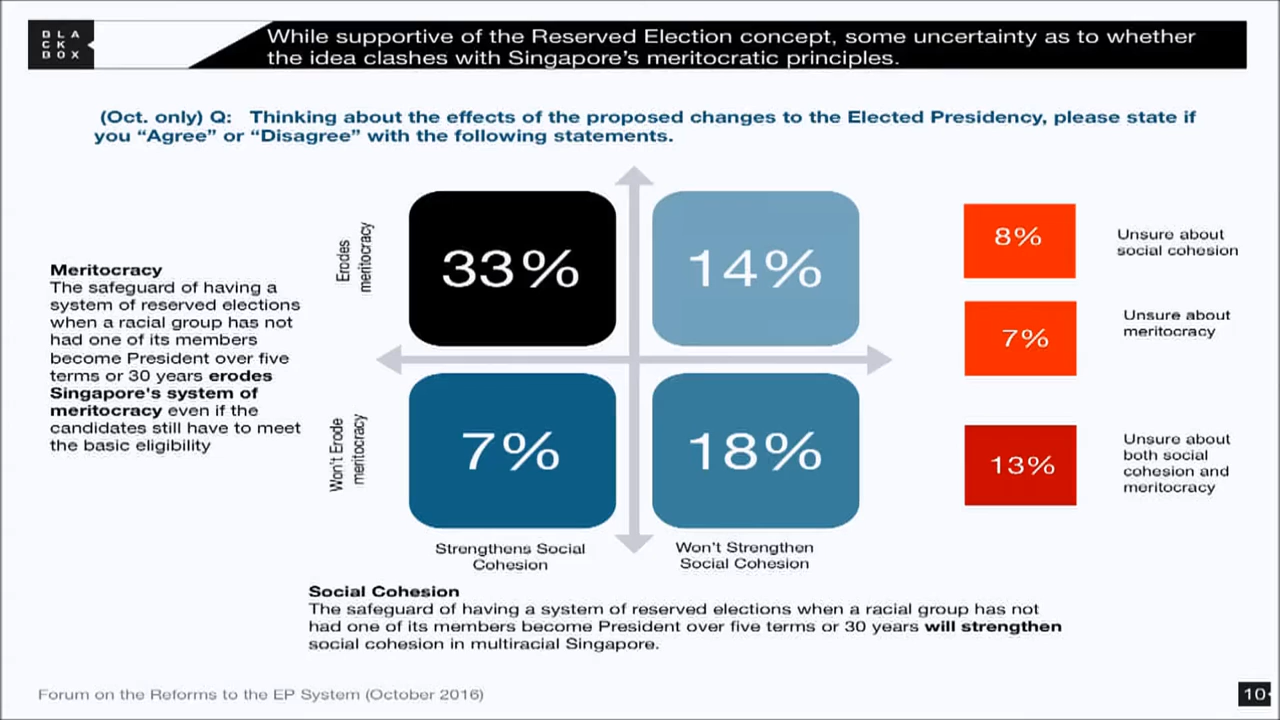 BLA
CK
BOX
While supportive of the Reserved Election concept, some uncertainty as to whether
the idea clashes with Singapore's meritocratic principles.
(Oct. only) Q: Thinking about the effects of the proposed changes to the Elected Presidency, please state if
you “Agree” or “Disagree” with the following statements.
Meritocracy
The safeguard of having a
system of reserved elections
when a racial group has not
had one of its members
become President over five
terms or 30 years erodes
Singapore's system of
meritocracy even if the
candidates still have to meet
the basic eligibility
Erodes
meritocracy
33%
14%
Won't Erode
meritocracy
7%
18%
Strengthens Social
Cohesion
Won't Strengthen
Social Cohesion
8%
Unsure about
social cohesion
7%
Unsure about
meritocracy
13%
Unsure about
both social
cohesion and
meritocracy
Social Cohesion
The safeguard of having a system of reserved elections when a racial group has not
had one of its members become President over five terms or 30 years will strengthen
social cohesion in multiracial Singapore.
Forum on the Reforms to the EP System (October 2016)
10